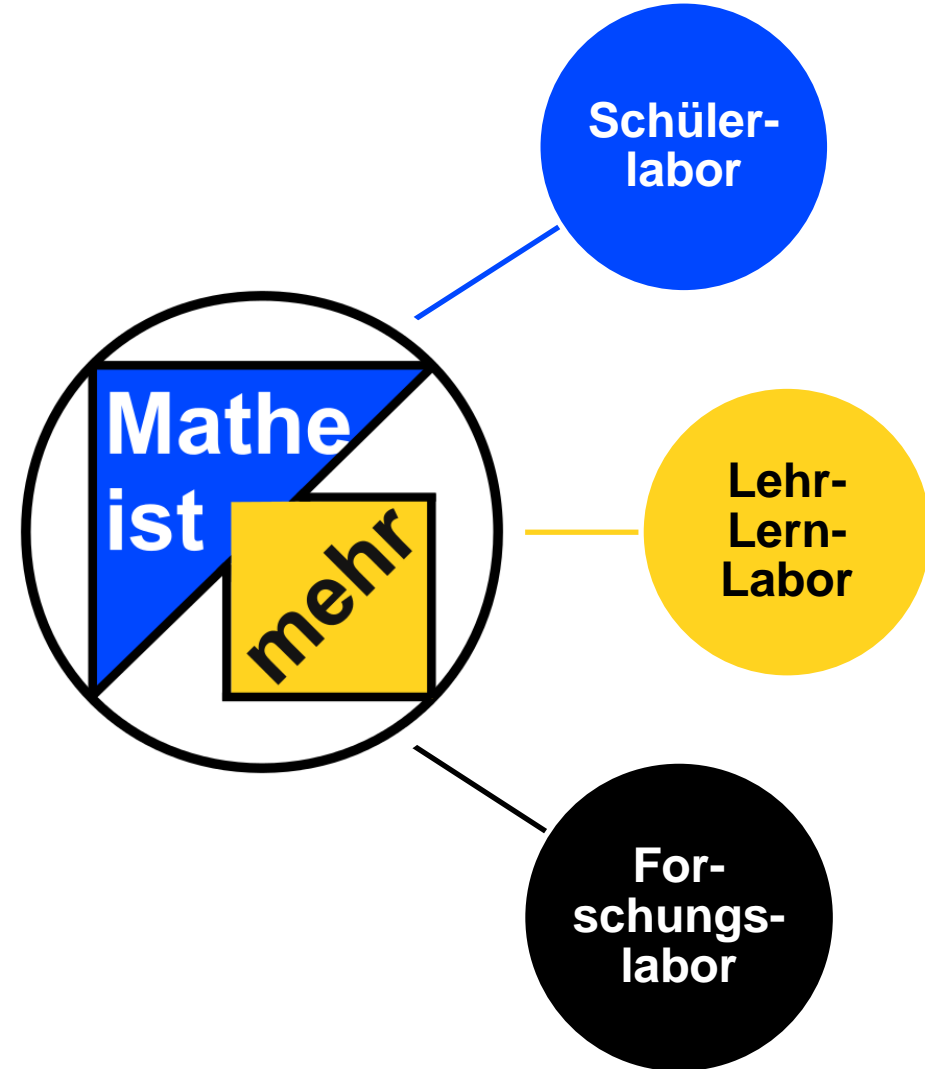 Schüler-
labor
Mathe
ist
mehr
Lehr-
Lern-
Labor
For-
schungs-
labor